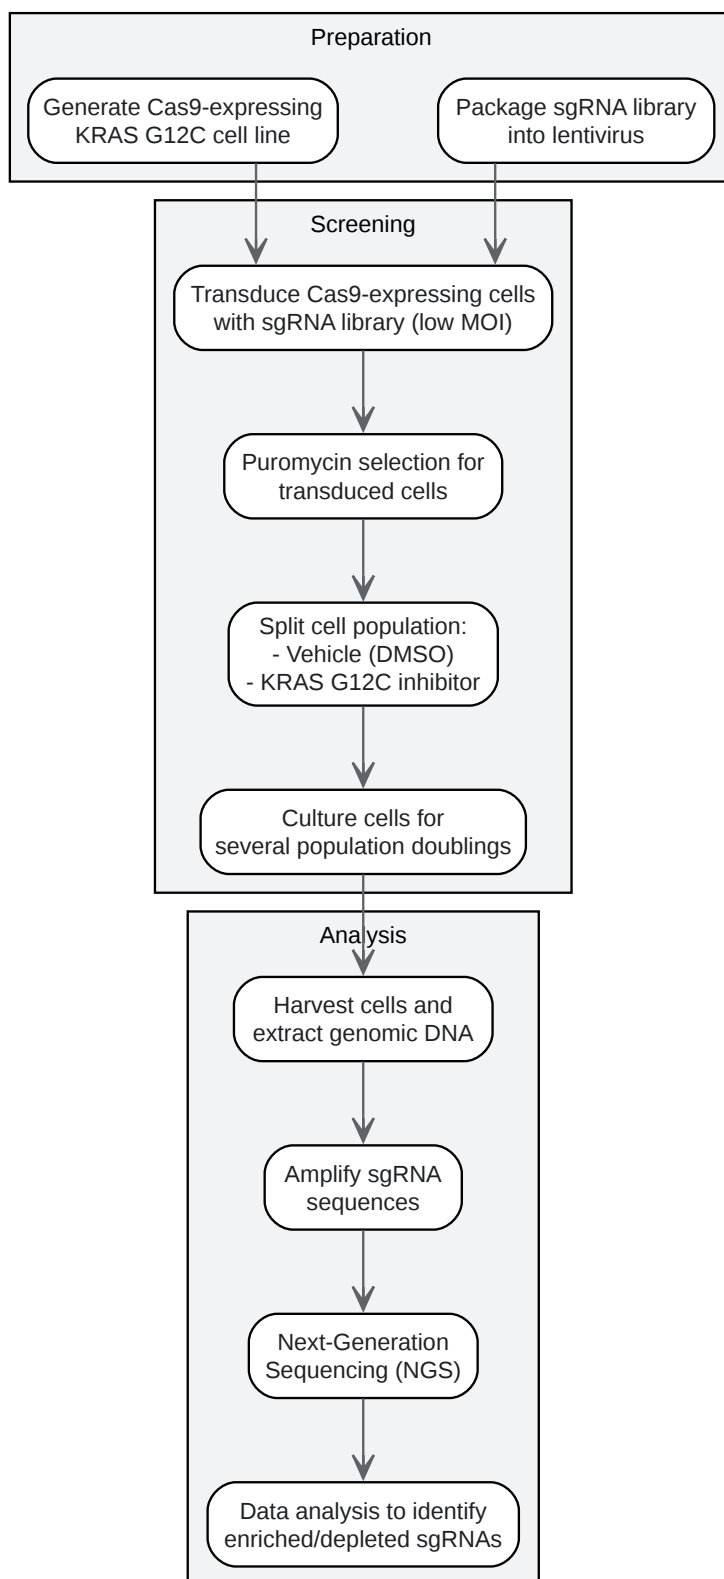 Preparation
Generate Cas9-expressing
KRAS G12C cell line
Package sgRNA library
into lentivirus
Screening
Transduce Cas9-expressing cells
with sgRNA library (low MOI)
Puromycin selection for
transduced cells
Split cell population:
- Vehicle (DMSO)
- KRAS G12C inhibitor
Culture cells for
several population doublings
Analysis
Harvest cells and
extract genomic DNA
Amplify sgRNA
sequences
Next-Generation
Sequencing (NGS)
Data analysis to identify
enriched/depleted sgRNAs